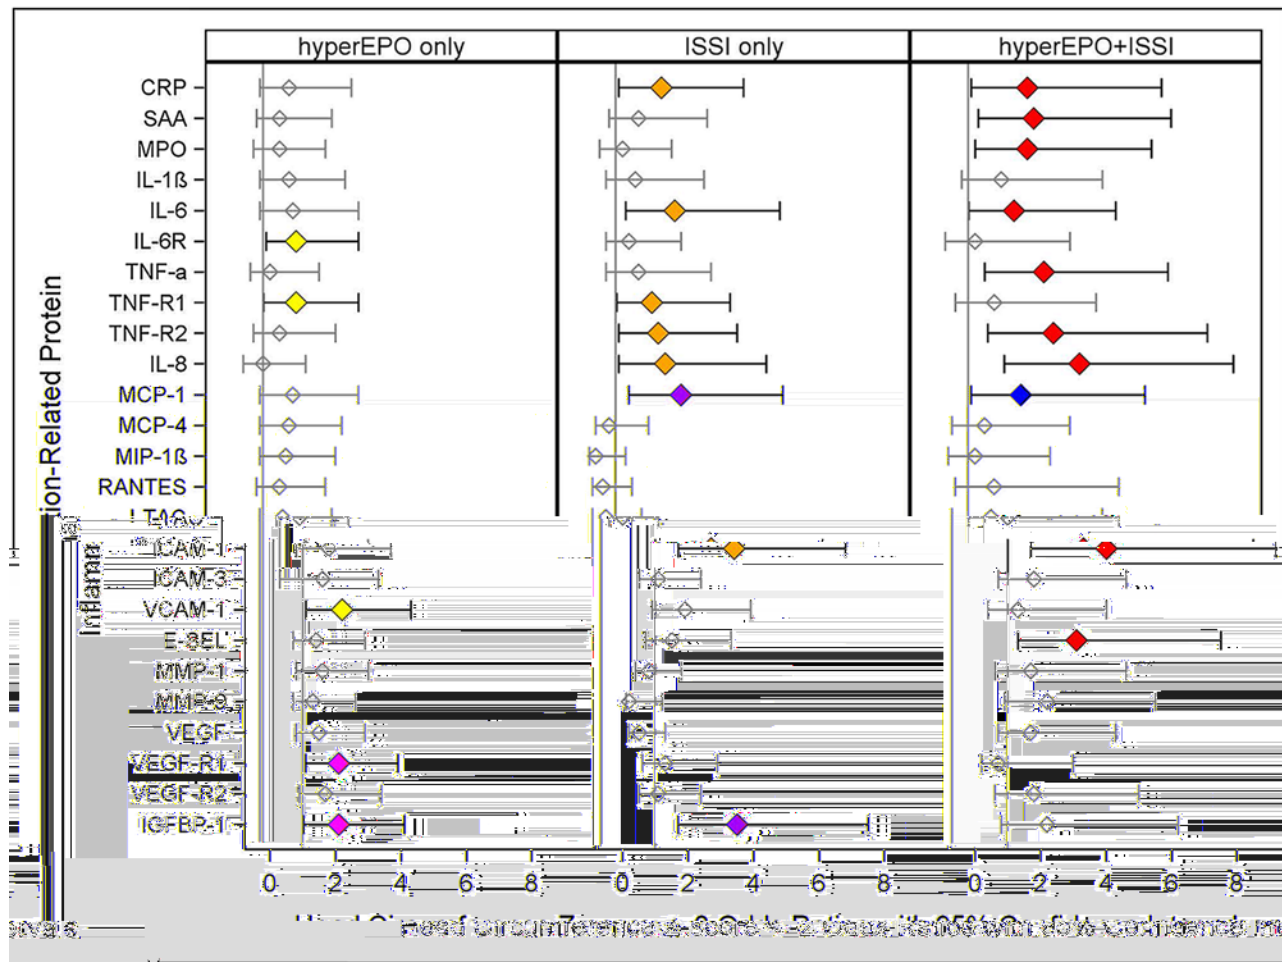 hyperEPO only ISSI only hyperEPO+ISSI
CRP
SAA
MPO
IL-1ß
IL-6
IL-6R
TNF-a
TNF-R1
TNF-R2
IL-8
MCP-1
MCP-4
MIP-1ß
RANTES
ICAM-1
ICAM-3
VCAM-1
E-SEL
MMP-1
MMP-9
VEGF
VEGF-R1
VEGF-R2
IGFBP-1
0 2 4 6 8 0 2 4 6 8 0 2 4 6 8
ion-Related Protein
Inflamm